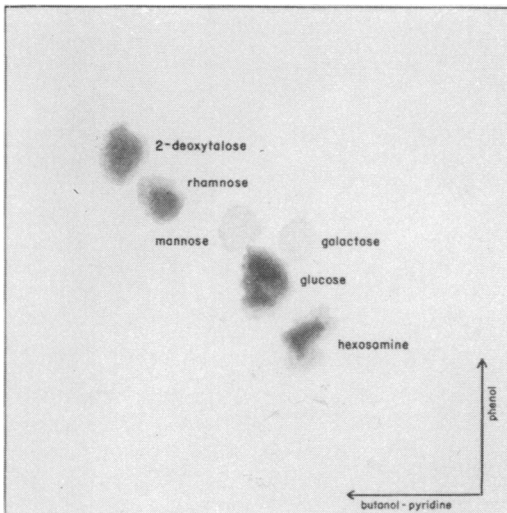 2-deoxytalose
rhamnose
mannose
galactose
glucose
hexosamine
phenol
butanol-pyridine